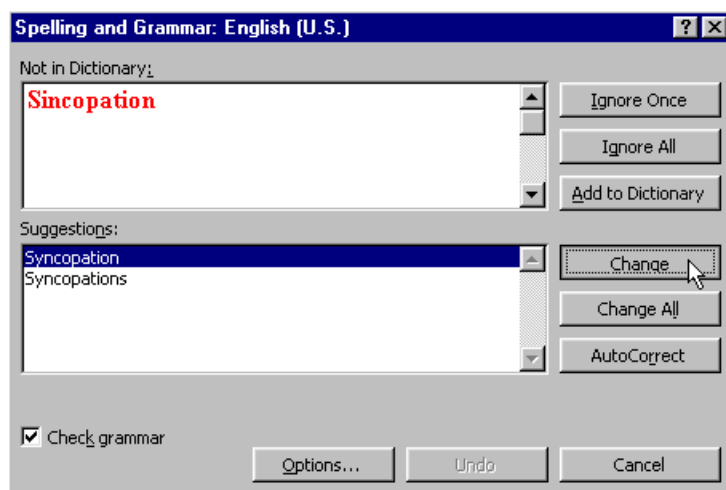 Spelling and Grammar: English (U.S.)
Not in Dictionary:
Sincopation
Ignore Once
Ignore All
Add to Dictionary
Suggestions:
Syncopation
Syncopations
Change
Change All
AutoCorrect
Check grammar
Options...
Undo
Cancel